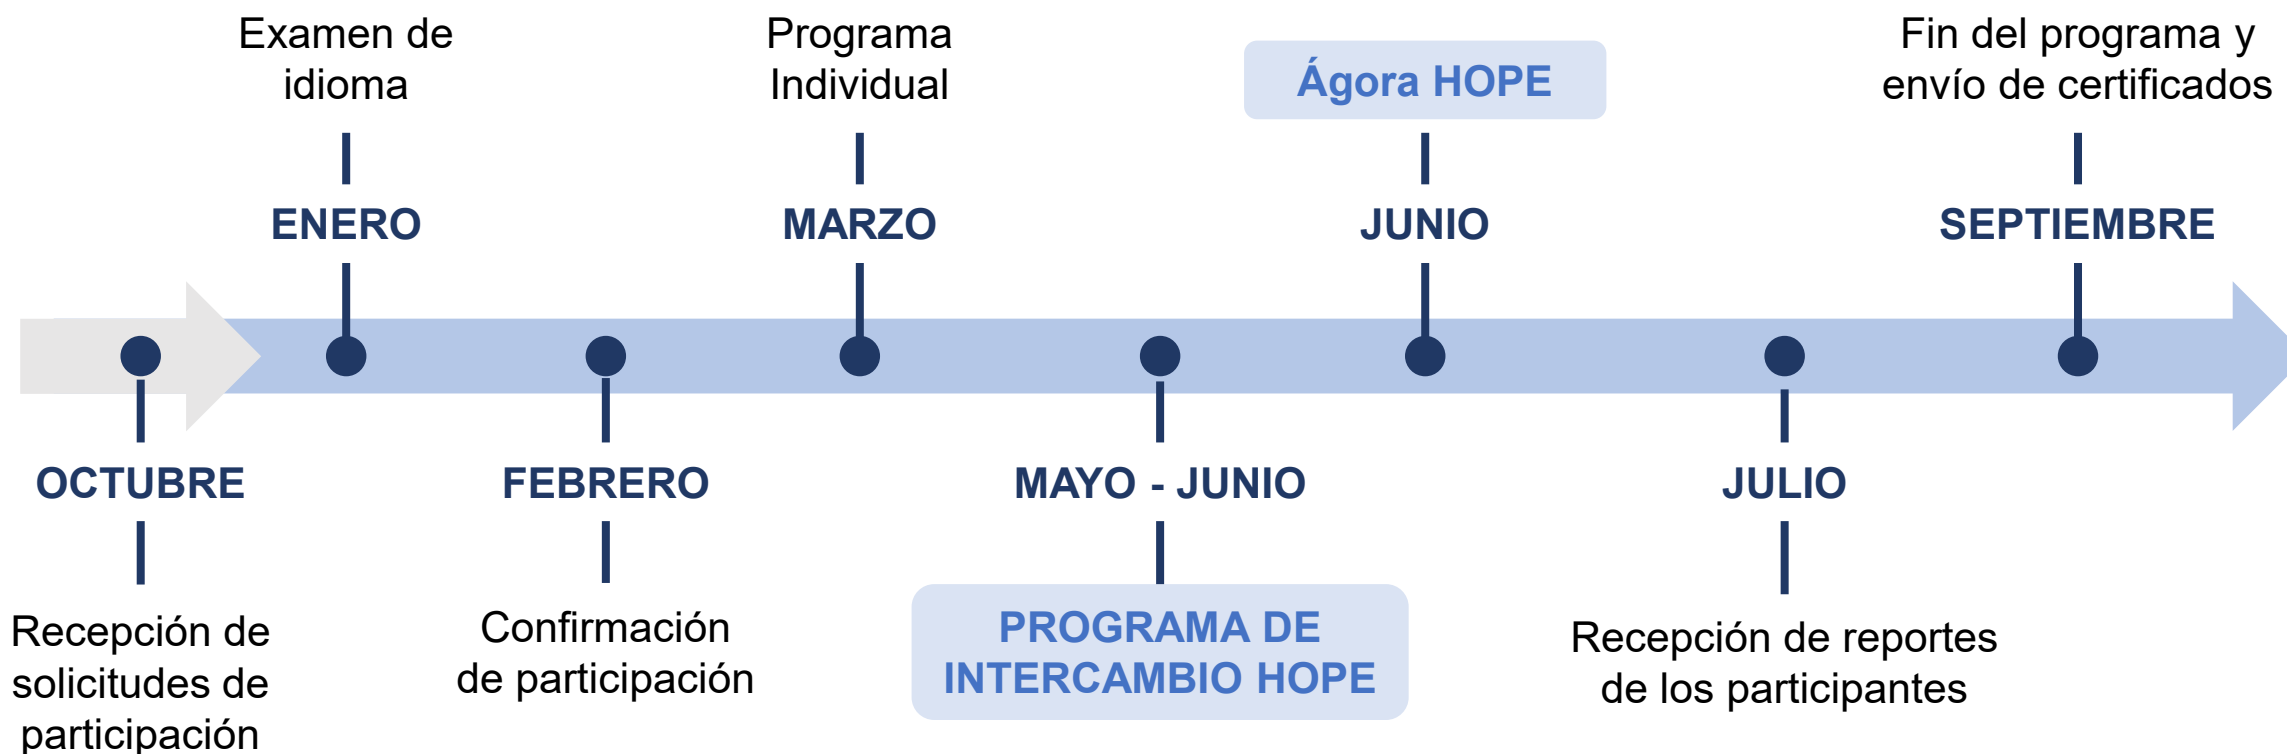 Examen de
idioma
ENERO
Programa
Individual
MARZO
Ágora HOPE
JUNIO
Fin del programa y
envío de certificados
SEPTIEMBRE
OCTUBRE
Recepción de
solicitudes de
participación
FEBRERO
Confirmación
de participación
MAYO - JUNIO
PROGRAMA DE
INTERCAMBIO HOPE
JULIO
Recepción de reportes
de los participantes